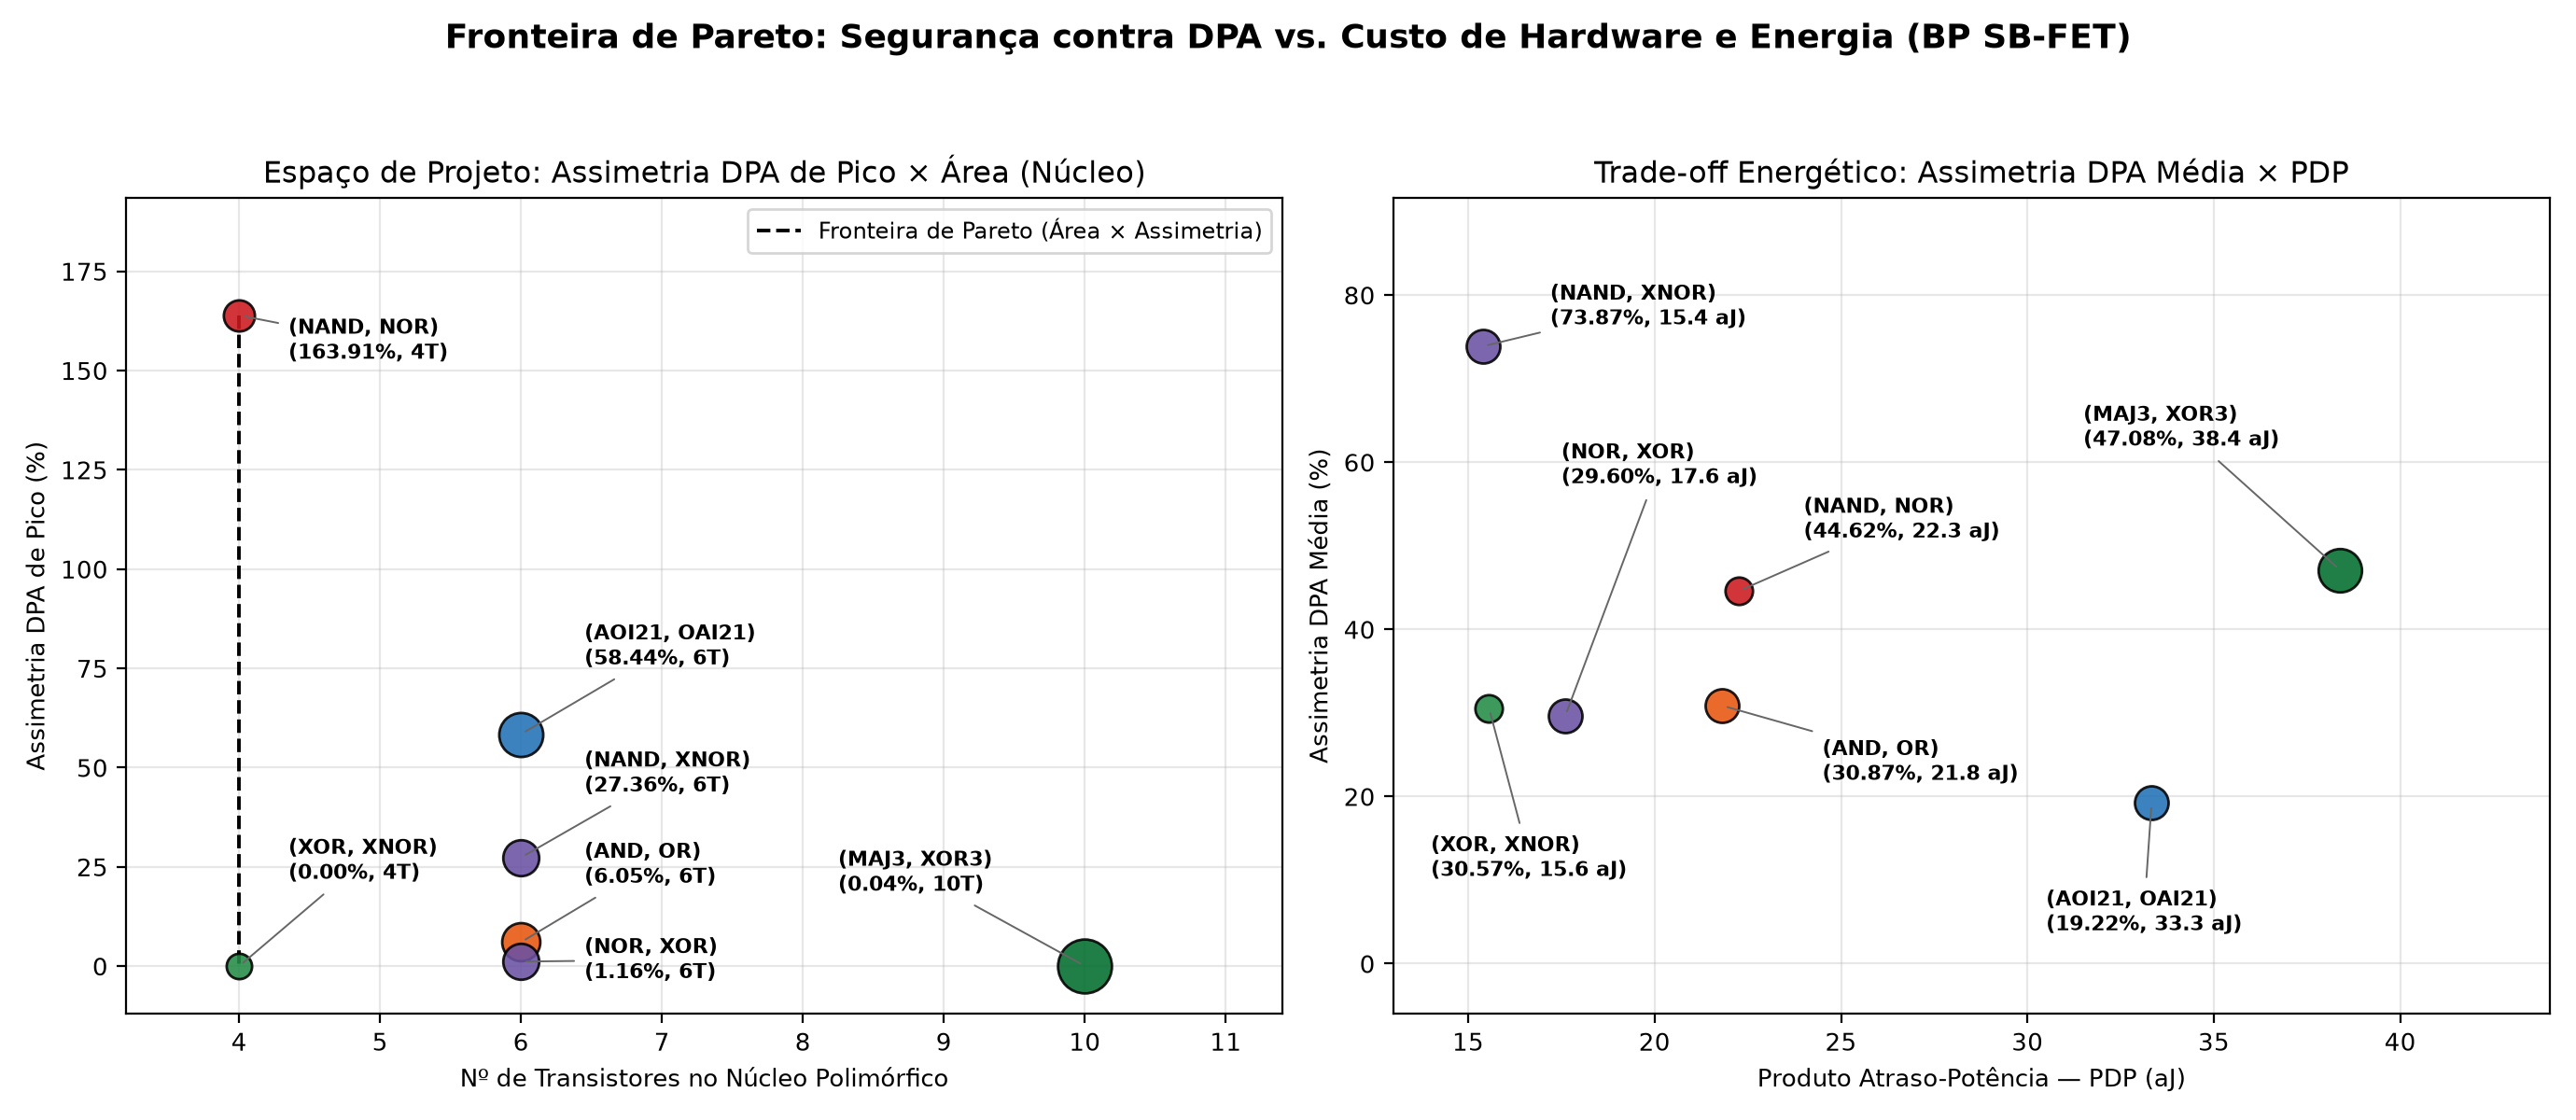 Fronteira de Pareto: Segurança contra DPA vs. Custo de Hardware e Energia (BP SB-FET)
Espaço de Projeto: Assimetria DPA de Pico × Área (Núcleo)
Fronteira de Pareto (Área × Assimetria)
Assimetria DPA de Pico (%)
175
150
125
100
75
50
25
0
(NAND, NOR)
(163.91%, 4T)
(AOI21, OAI21)
(58.44%, 6T)
(NAND, XNOR)
(27.36%, 6T)
(XOR, XNOR)
(0.00%, 4T)
(AND, OR)
(6.05%, 6T)
(MAJ3, XOR3)
(0.04%, 10T)
(NOR, XOR)
(1.16%, 6T)
4 5 6 7 8 9 10 11
Nº de Transistores no Núcleo Polimórfico
Trade-off Energético: Assimetria DPA Média × PDP
Assimetria DPA Média (%)
80
60
40
20
0
(NAND, XNOR)
(73.87%, 15.4 aJ)
(MAJ3, XOR3)
(47.08%, 38.4 aJ)
(NOR, XOR)
(29.60%, 17.6 aJ)
(NAND, NOR)
(44.62%, 22.3 aJ)
(AND, OR)
(30.87%, 21.8 aJ)
(XOR, XNOR)
(30.57%, 15.6 aJ)
(AOI21, OAI21)
(19.22%, 33.3 aJ)
15 20 25 30 35 40
Produto Atraso-Potência — PDP (aJ)